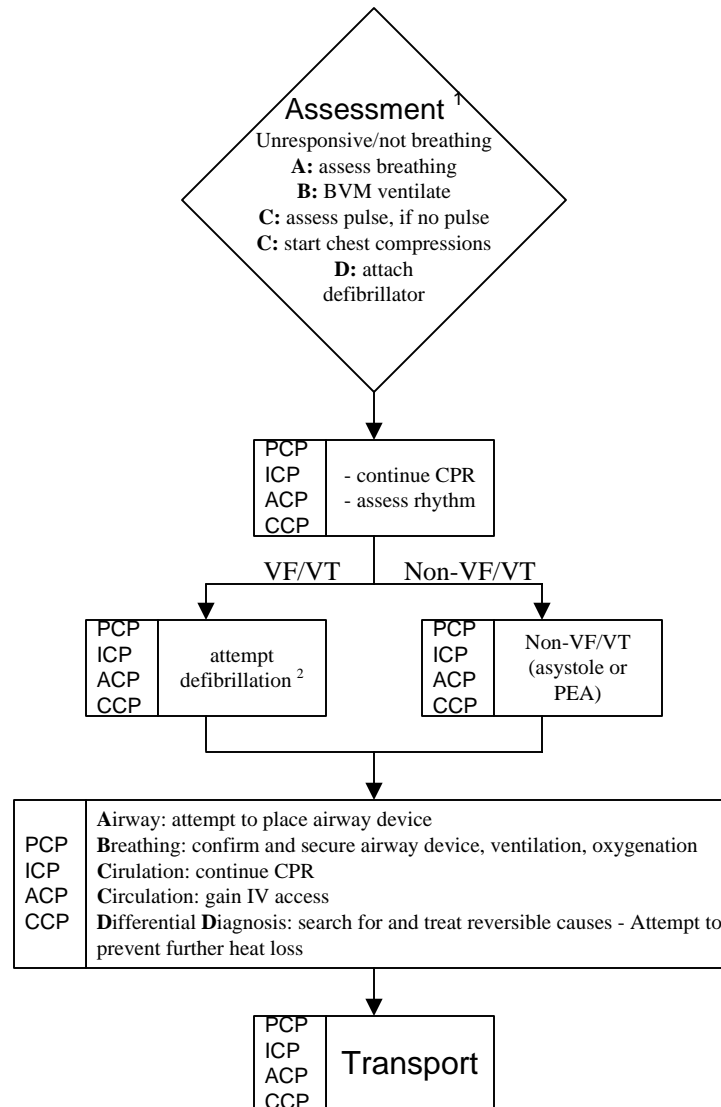 Assessment 1
Unresponsive/not breathing
A: assess breathing
B: BVM ventilate
C: assess pulse, if no pulse
C: start chest compressions
D: attach
defibrillator
PCP
ICP
ACP
CCP
- continue CPR
- assess rhythm
VF/VT
Non-VF/VT
PCP
ICP
ACP
CCP
attempt
defibrillation 2
PCP
ICP
ACP
CCP
Non-VF/VT
(asystole or
PEA)
PCP
ICP
ACP
CCP
Airway: attempt to place airway device
Breathing: confirm and secure airway device, ventilation, oxygenation
Cirulation: continue CPR
Circulation: gain IV access
Differential Diagnosis: search for and treat reversible causes - Attempt to
prevent further heat loss
PCP
ICP
ACP
CCP
Transport